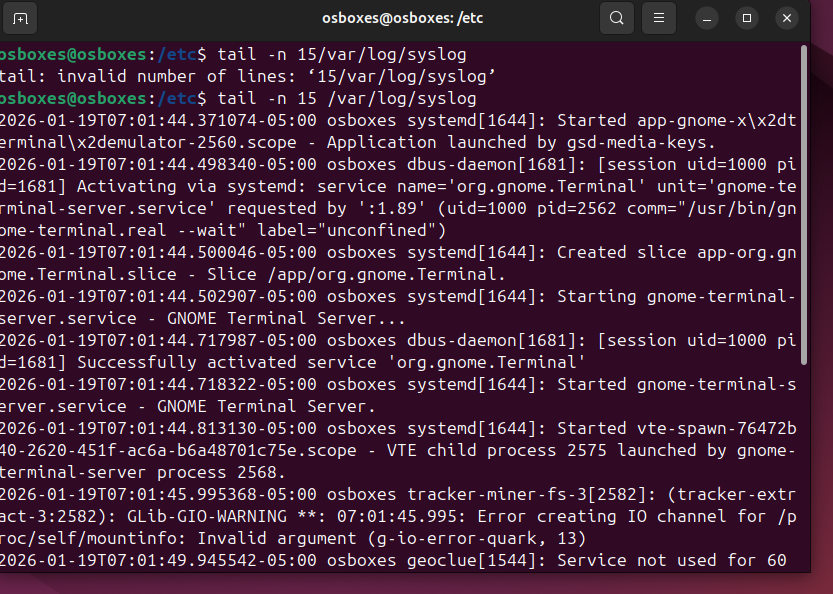 osboxes@osboxes: /etc
osboxes@osboxes:/etc$ tail -n 15/var/log/syslog
tail: invalid number of lines: ‘15/var/log/syslog’
osboxes@osboxes:/etc$ tail -n 15 /var/log/syslog
2026-01-19T07:01:44.371074-05:00 osboxes systemd[1644]: Started app-gnome-x\x2dt
erminal\x2demulator-2560.scope - Application launched by gsd-media-keys.
2026-01-19T07:01:44.498340-05:00 osboxes dbus-daemon[1681]: [session uid=1000 pi
d=1681] Activating via systemd: service name='org.gnome.Terminal' unit='gnome-te
rminal-server.service' requested by ':1.89' (uid=1000 pid=2562 comm="/usr/bin/gn
ome-terminal.real --wait" label="unconfined")
2026-01-19T07:01:44.500046-05:00 osboxes systemd[1644]: Created slice app-org.gn
ome.Terminal.slice - Slice /app/org.gnome.Terminal.
2026-01-19T07:01:44.502907-05:00 osboxes systemd[1644]: Starting gnome-terminal-
server.service - GNOME Terminal Server...
2026-01-19T07:01:44.717987-05:00 osboxes dbus-daemon[1681]: [session uid=1000 pi
d=1681] Successfully activated service 'org.gnome.Terminal'
2026-01-19T07:01:44.718322-05:00 osboxes systemd[1644]: Started gnome-terminal-s
erver.service - GNOME Terminal Server.
2026-01-19T07:01:44.813130-05:00 osboxes systemd[1644]: Started vte-spawn-76472b
40-2620-451f-ac6a-b6a48701c75e.scope - VTE child process 2575 launched by gnome-
terminal-server process 2568.
2026-01-19T07:01:45.995368-05:00 osboxes tracker-miner-fs-3[2582]: (tracker-extr
act-3:2582): GLib-GIO-WARNING **: 07:01:45.995: Error creating IO channel for /p
roc/self/mountinfo: Invalid argument (g-io-error-quark, 13)
2026-01-19T07:01:49.945542-05:00 osboxes geoclue[1544]: Service not used for 60